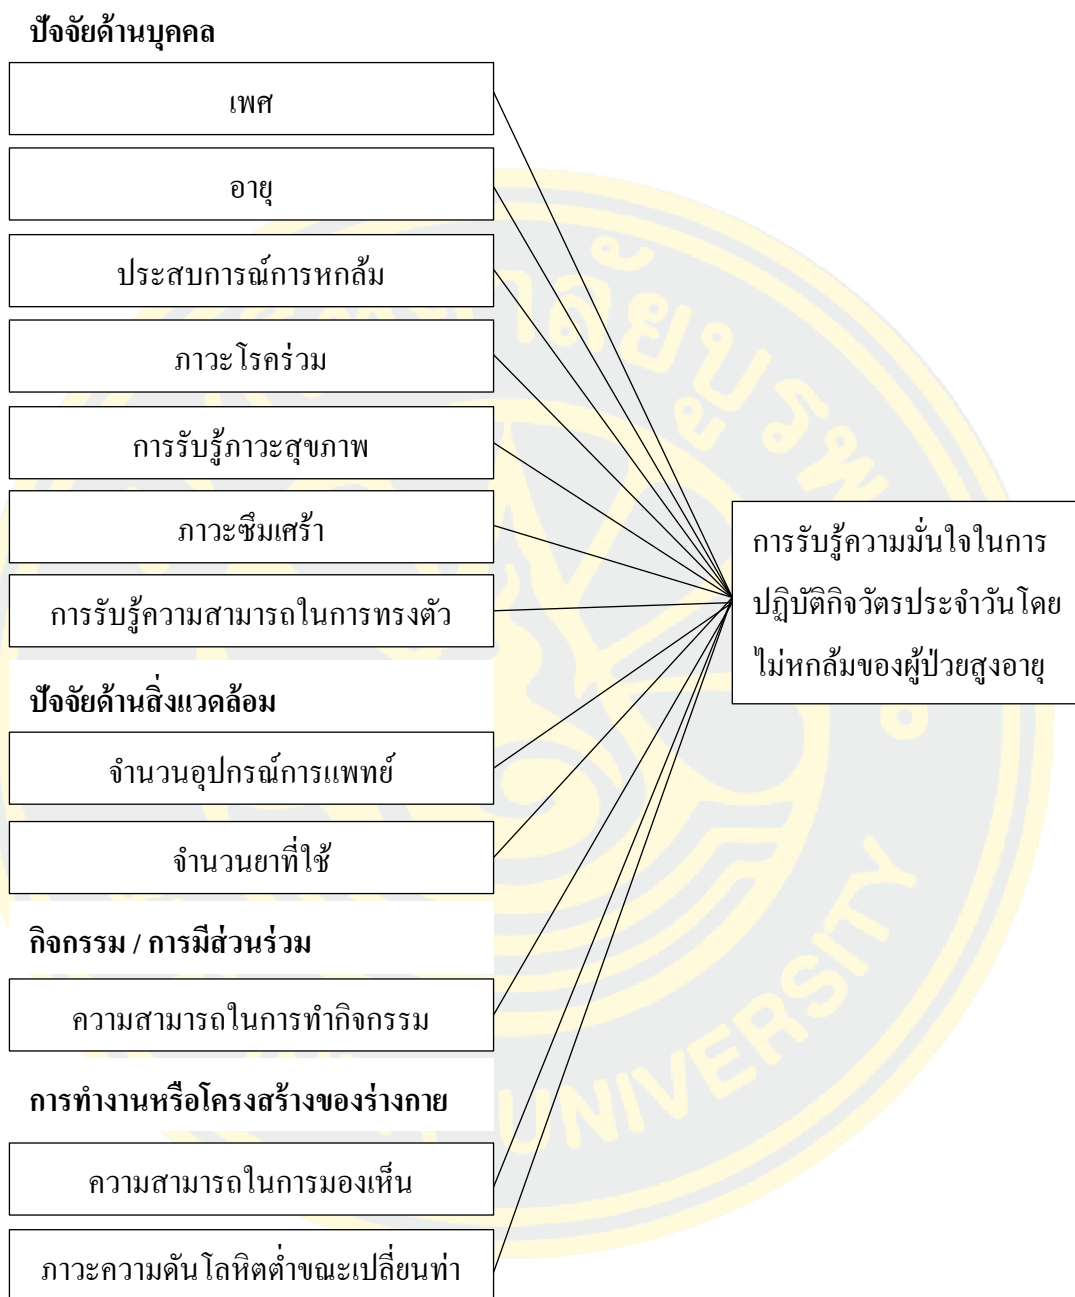 ปัจจัยด้านบุคคล
เพศ
อายุ
ประสบการณ์การหกล้ม
ภาวะโรคร่วม
การรับรู้ภาวะสุขภาพ
ภาวะซึมเศร้า
การรับรู้ความสามารถในการทรงตัว
ปัจจัยด้านสิ่งแวดล้อม
จำนวนอุปกรณ์การแพทย์
จำนวนยาที่ใช้
กิจกรรม / การมีส่วนร่วม
ความสามารถในการทำกิจกรรม
การทำงานหรือโครงสร้างของร่างกาย
ความสามารถในการมองเห็น
ภาวะความดันโลหิตต่ำขณะเปลี่ยนท่า
การรับรู้ความมั่นใจในการ
ปฏิบัติกิจวัตรประจำวันโดย
ไม่หกล้มของผู้ป่วยสูงอายุ
UNIVERSITY